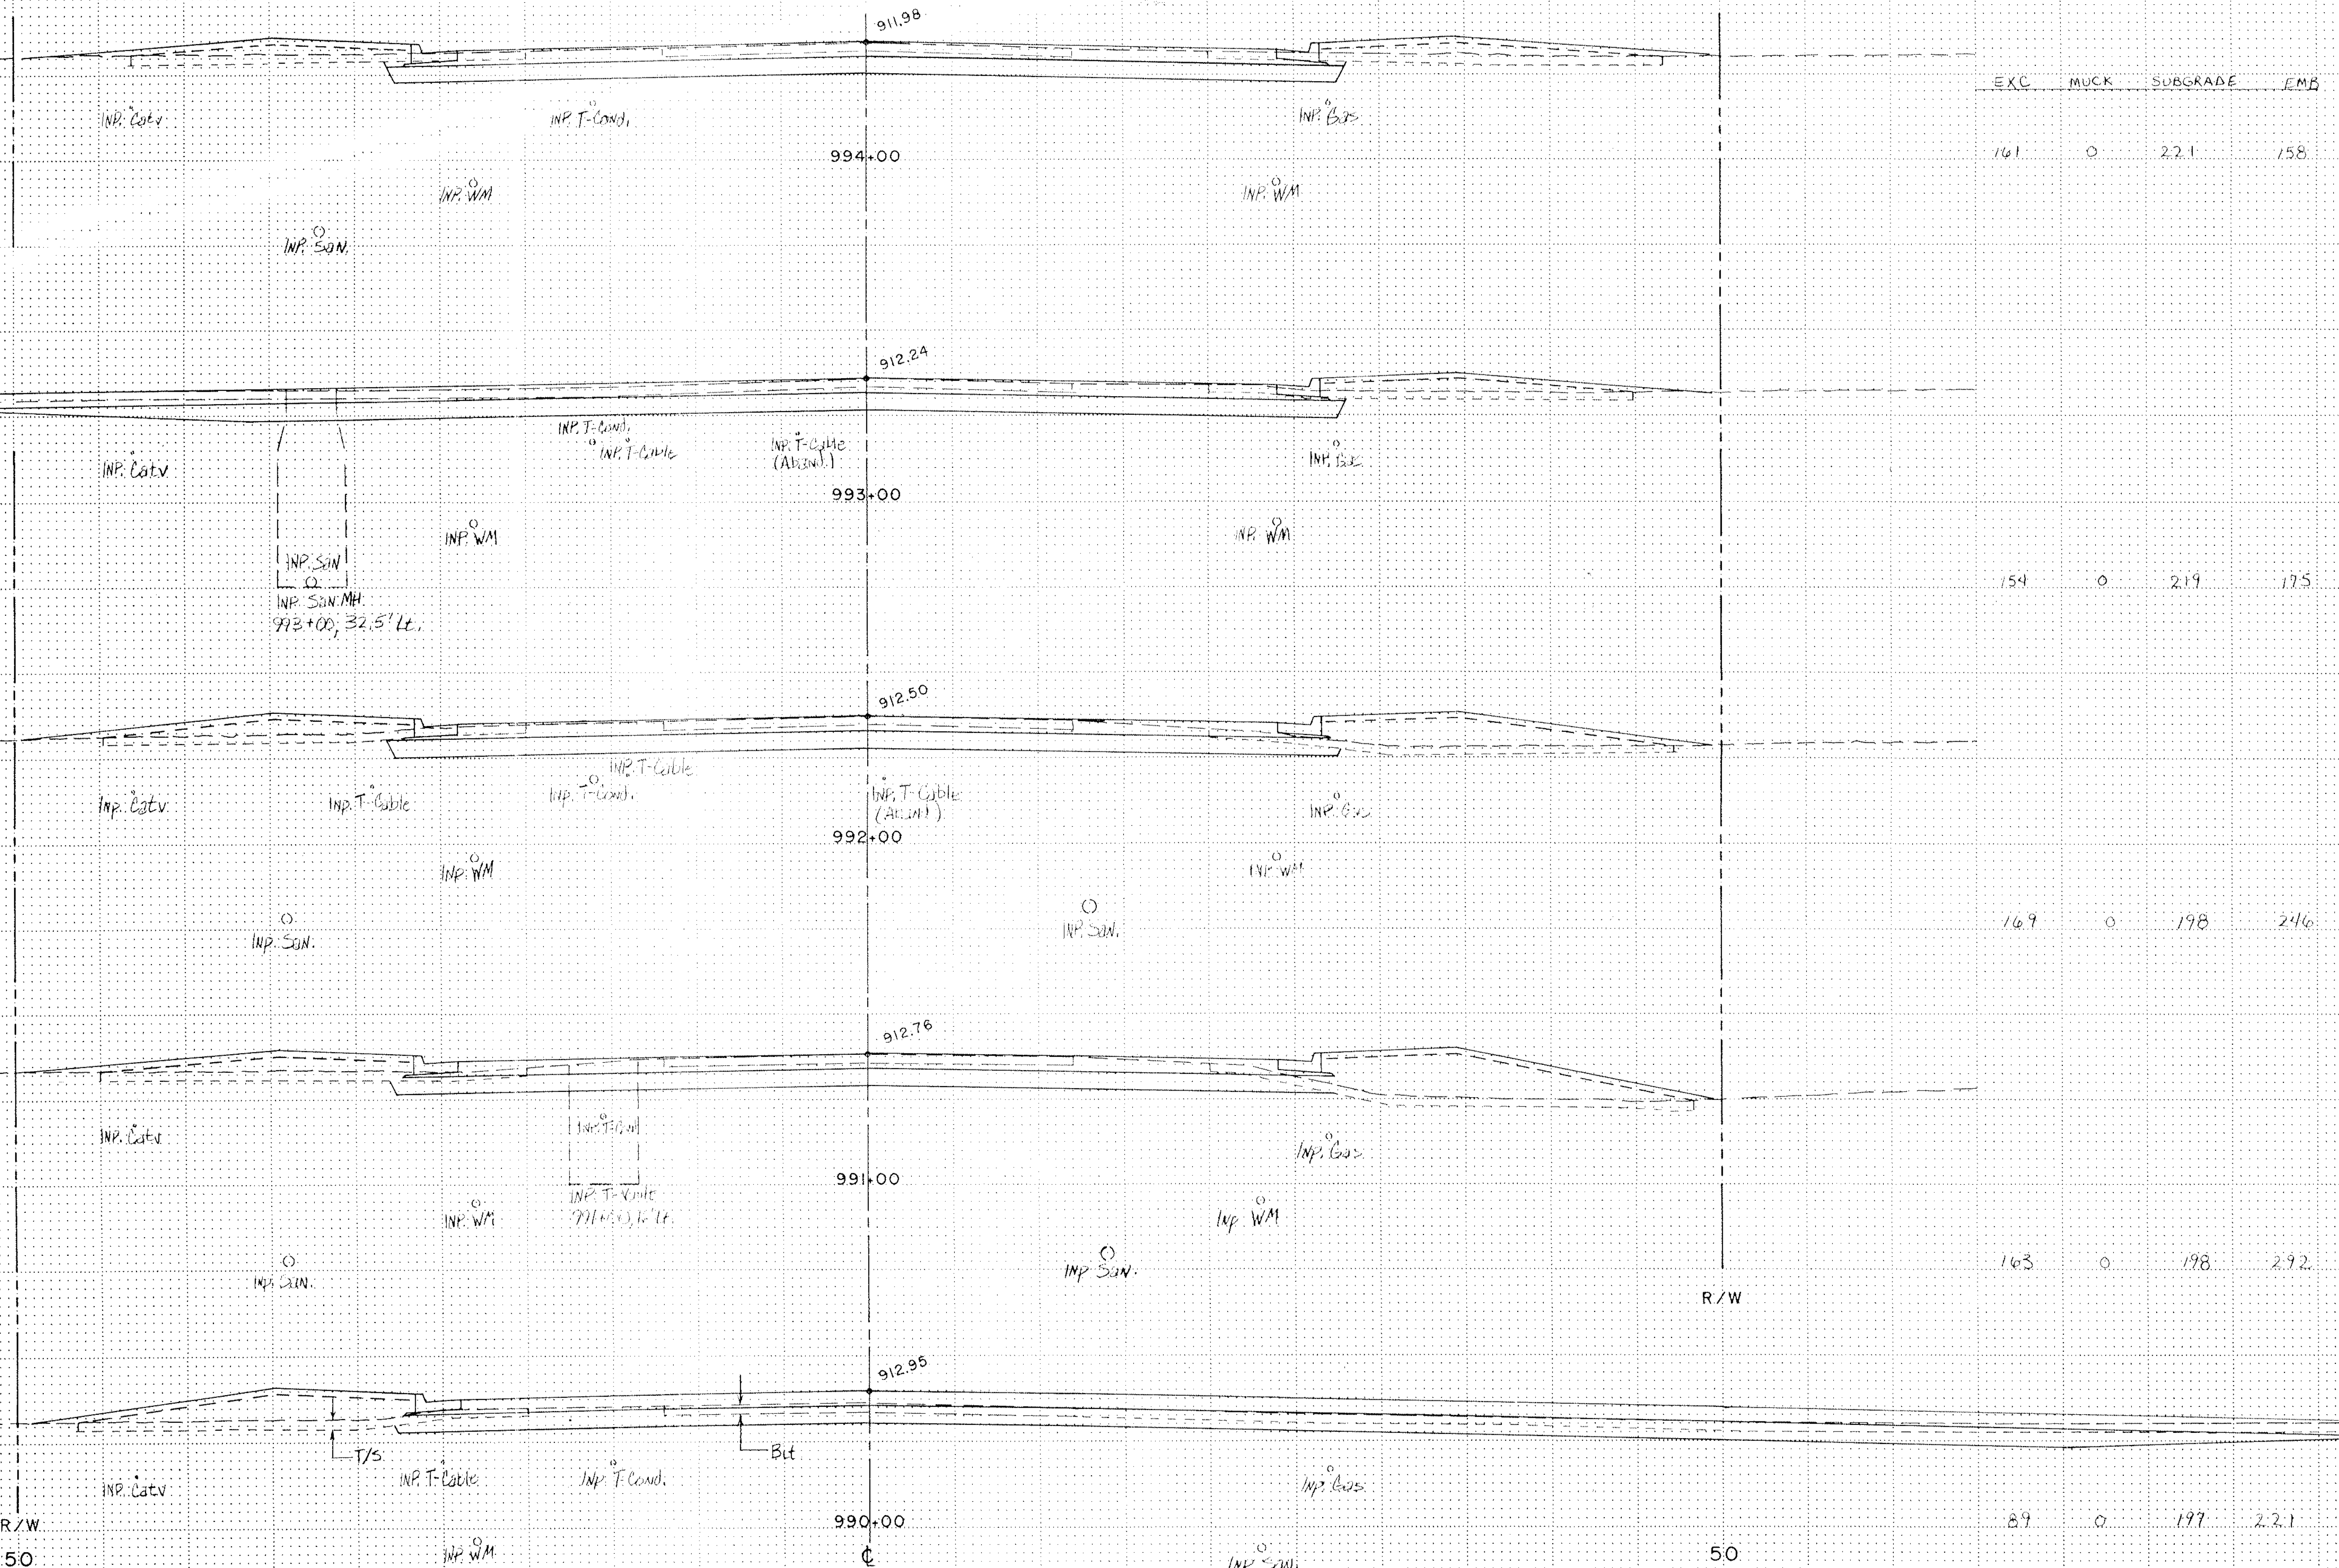 911.98
EXC MUCK SUBGRADE EMB
INP. Catv
INP. T-Cond.
INP. Gas
994+00
161 0 221 158
INP. WM
INP. WM
INP. San.
912.24
INP. T-Cond.
INP. T-Cable
INP. T-Cable
(Aband.)
INP. Catv
INP. Gas
993+00
INP. WM
INP. WM
INP. San
INP. San MH
993+00, 32.5' Lt.
154 0 219 175
912.50
INP. T-Cable
Inp. Catv
Inp. T-Cable
Inp. T-Cond.
INP. T-Cable
(Aband.)
INP. Gas
992+00
INP. WM
INP. WM
INP. San.
INP. San.
169 0 198 246
912.76
INP. Catv
INP. Gas
991+00
INP. T-Vault
INP. WM
Inp. WM
Inp. San.
Inp San.
163 0 198 292
R/W
912.95
T/S
Bit
INP. Catv
INP. T-Cable
Inp. T-Cond.
Inp. Gas
R/W
990+00
89 0 197 221
50
INP. WM
℄
INP San.
50